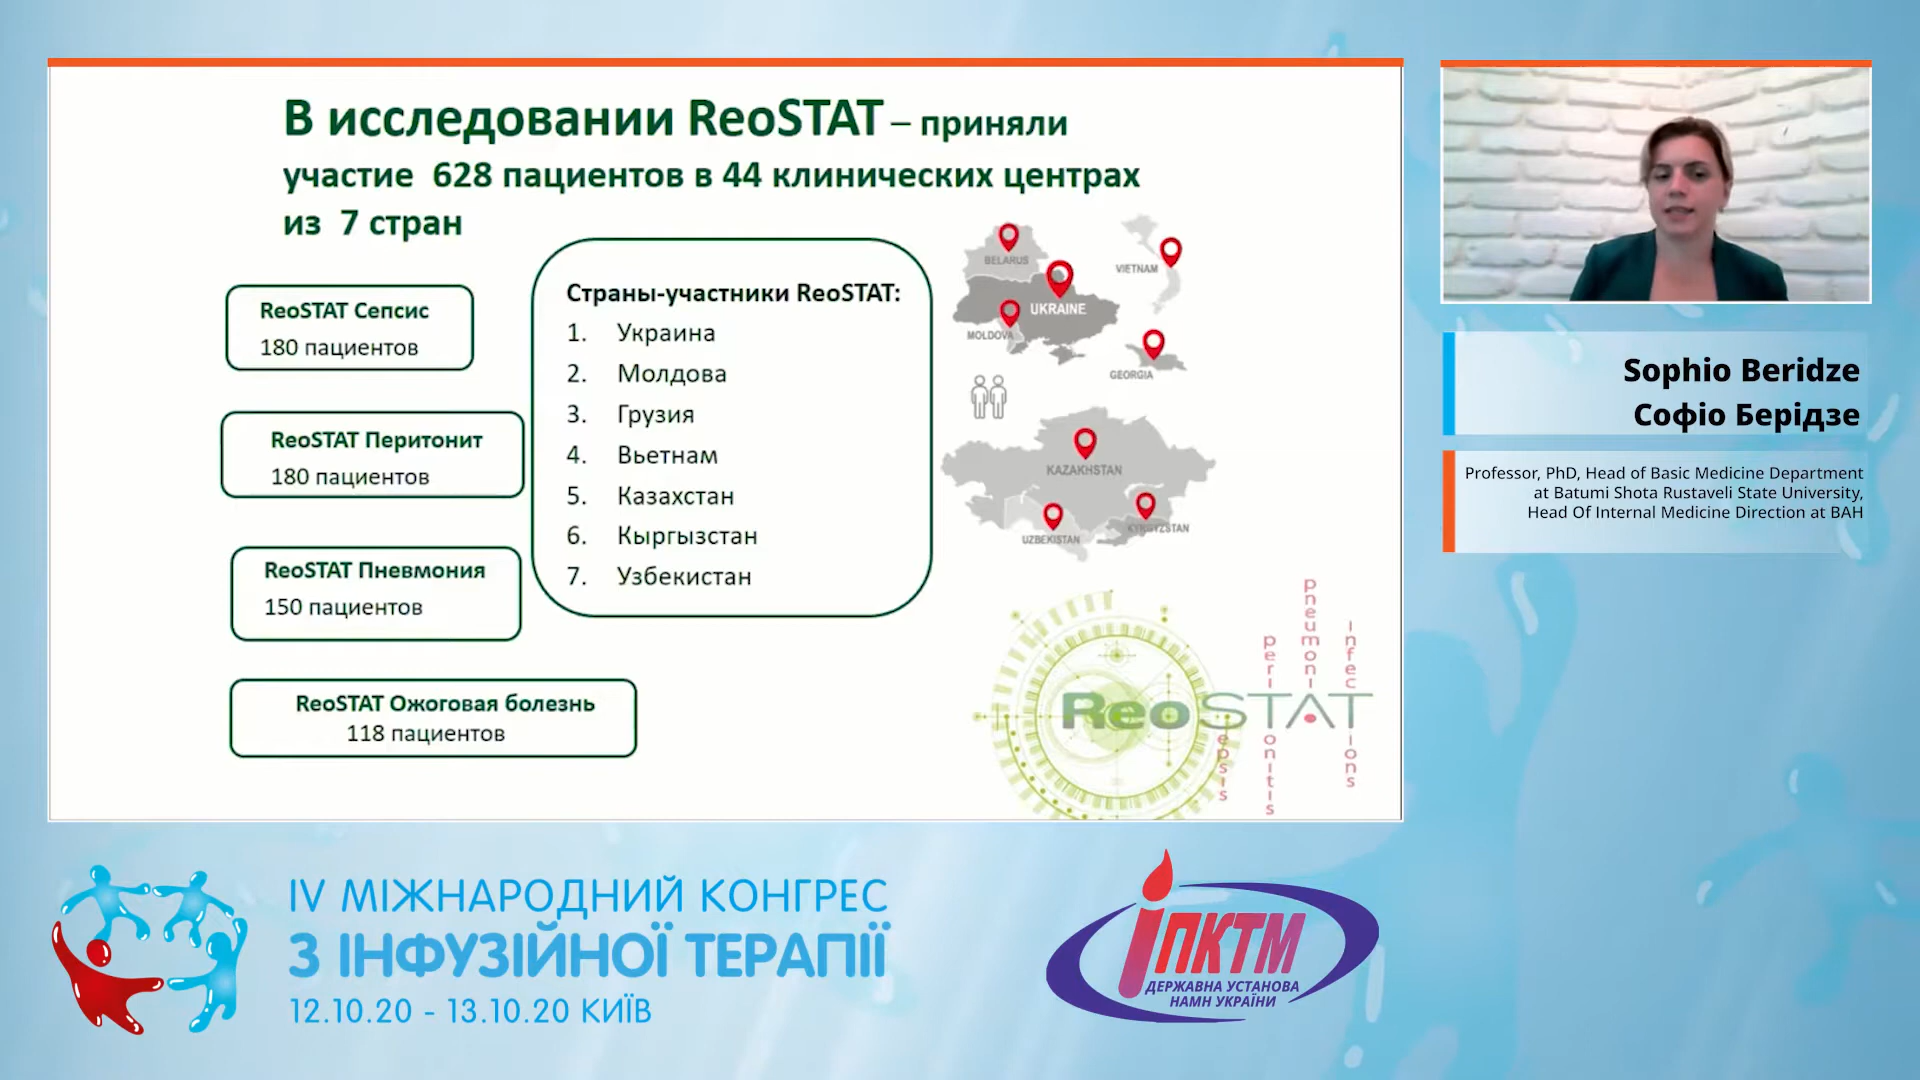 В исследовании ReoSTAT – приняли
участие 628 пациентов в 44 клинических центрах
из 7 стран
ReoSTAT Сепсис
180 пациентов
ReoSTAT Перитонит
180 пациентов
ReoSTAT Пневмония
150 пациентов
ReoSTAT Ожоговая болезнь
118 пациентов
Страны-участники ReoSTAT:
1. Украина
2. Молдова
3. Грузия
4. Вьетнам
5. Казахстан
6. Кыргызстан
7. Узбекистан
BELARUS
VIETNAM
UKRAINE
MOLDOVA
GEORGIA
KAZAKHSTAN
UZBEKISTAN
KYRGYZSTAN
ReoSTAT
sepsis
peritonitis
pneumoni
infections
Sophio Beridze
Софіо Берідзе
Professor, PhD, Head of Basic Medicine Department
at Batumi Shota Rustaveli State University,
Head Of Internal Medicine Direction at BAH
IV МІЖНАРОДНИЙ КОНГРЕС
З ІНФУЗІЙНОЇ ТЕРАПІЇ
12.10.20 - 13.10.20 КИЇВ
ІПКТМ
ДЕРЖАВНА УСТАНОВА
НАМН УКРАЇНИ